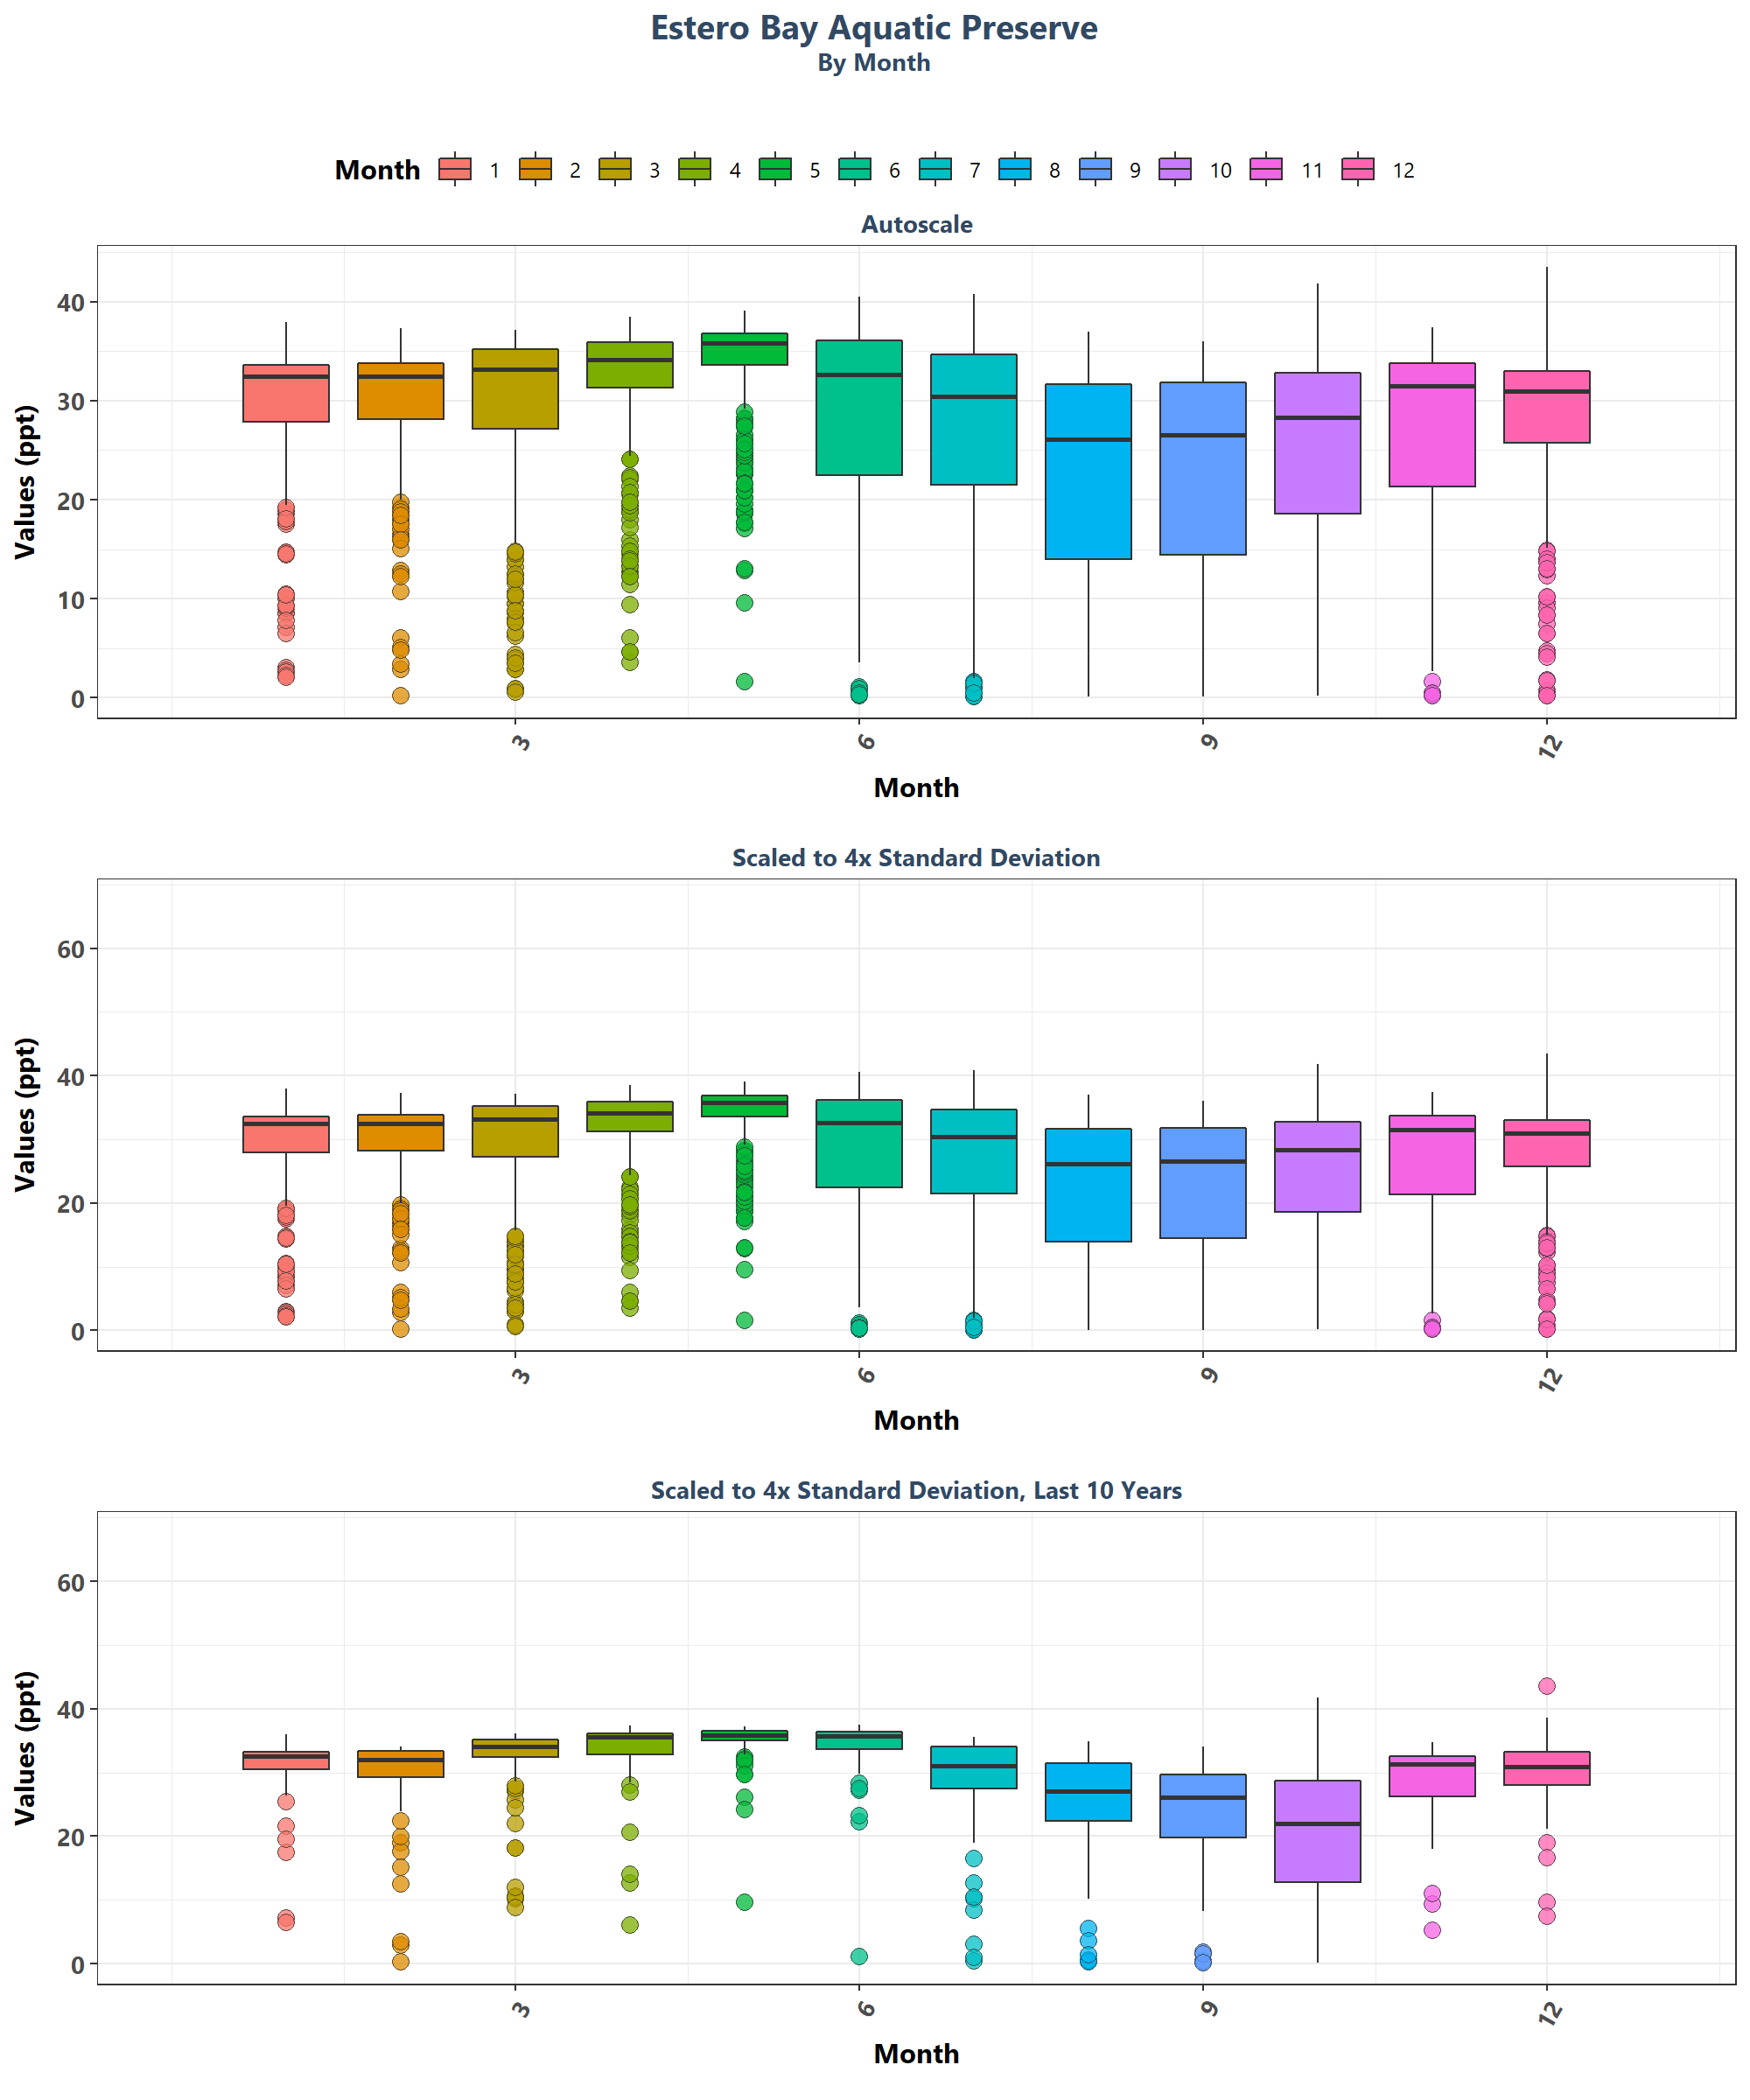 Estero Bay Aquatic Preserve
By Month
Month 1 2 3 4 5 6 7 8 9 10 11 12
Autoscale
Values (ppt)
40
30
20
10
0
3 6 9 12
Month
Scaled to 4x Standard Deviation
Values (ppt)
60
40
20
0
3 6 9 12
Month
Scaled to 4x Standard Deviation, Last 10 Years
Values (ppt)
60
40
20
0
3 6 9 12
Month